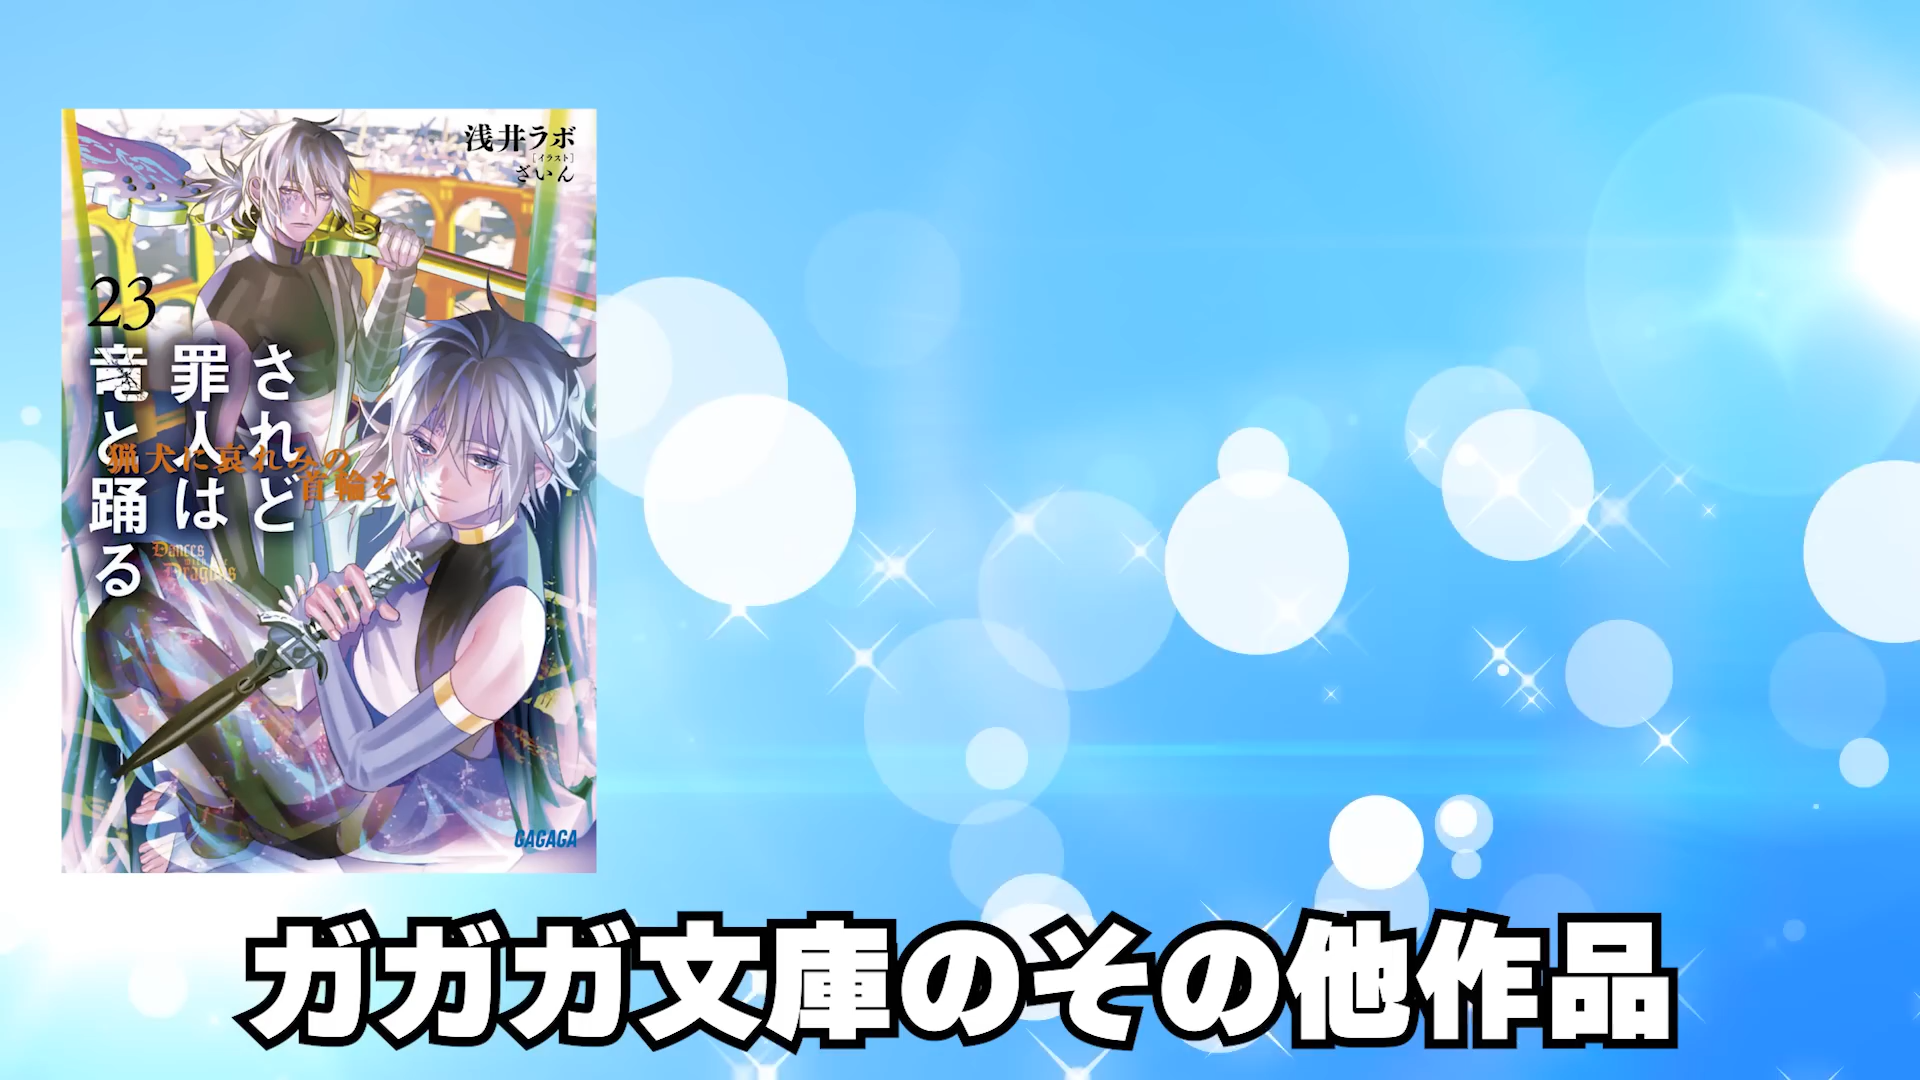 浅井ラボ
[イラスト]
ざいん
23
されど
罪人は
竜と踊る
猟犬に哀れみの
首輪を
Dances
with
Dragons
GAGAGA
ガガガ文庫のその他作品